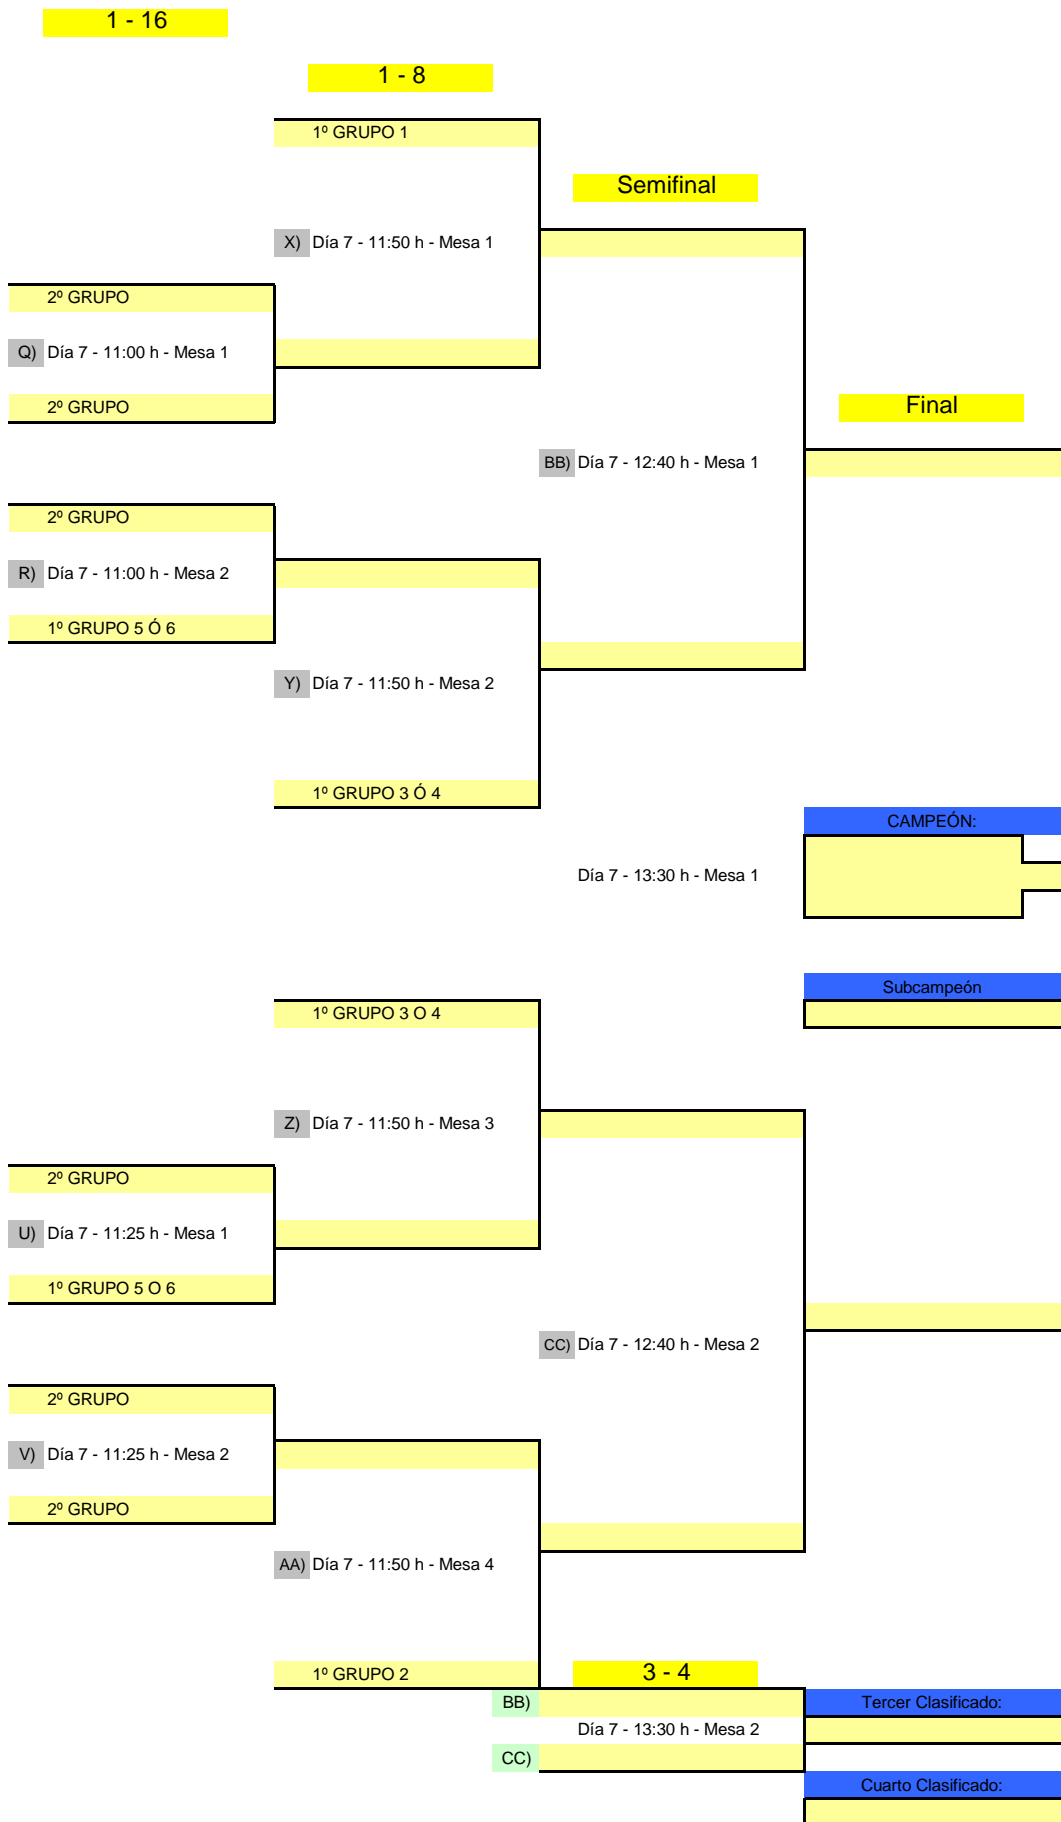 1 - 16
1 - 8
1º GRUPO 1
Semifinal
X) Día 7 - 11:50 h - Mesa 1
2º GRUPO
Q) Día 7 - 11:00 h - Mesa 1
2º GRUPO
Final
BB) Día 7 - 12:40 h - Mesa 1
2º GRUPO
R) Día 7 - 11:00 h - Mesa 2
1º GRUPO 5 Ó 6
Y) Día 7 - 11:50 h - Mesa 2
1º GRUPO 3 Ó 4
CAMPEÓN:
Día 7 - 13:30 h - Mesa 1
Subcampeón
1º GRUPO 3 O 4
Z) Día 7 - 11:50 h - Mesa 3
2º GRUPO
U) Día 7 - 11:25 h - Mesa 1
1º GRUPO 5 O 6
CC) Día 7 - 12:40 h - Mesa 2
2º GRUPO
V) Día 7 - 11:25 h - Mesa 2
2º GRUPO
AA) Día 7 - 11:50 h - Mesa 4
1º GRUPO 2
3 - 4
BB)
Tercer Clasificado:
Día 7 - 13:30 h - Mesa 2
CC)
Cuarto Clasificado: